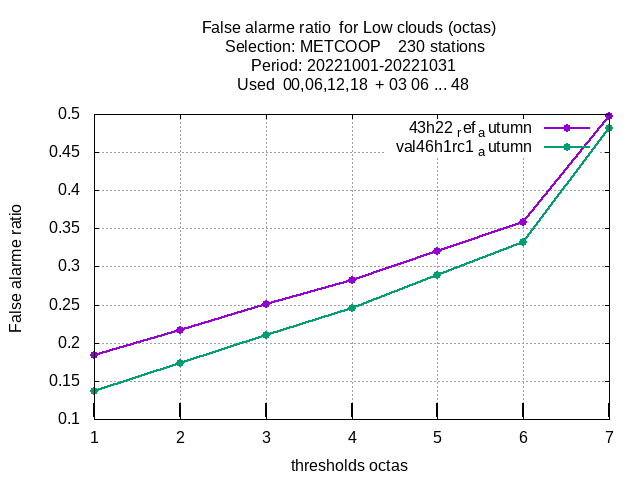 False alarme ratio  for Low clouds (octas)
Selection: METCOOP    230 stations
Period: 20221001-20221031
Used  00,06,12,18  + 03 06 ... 48
0.5
43h22 ref autumn
val46h1rc1 autumn
0.45
0.4
0.35
0.3
0.25
0.2
0.15
0.1
False alarme ratio
1 2 3 4 5 6 7
thresholds octas